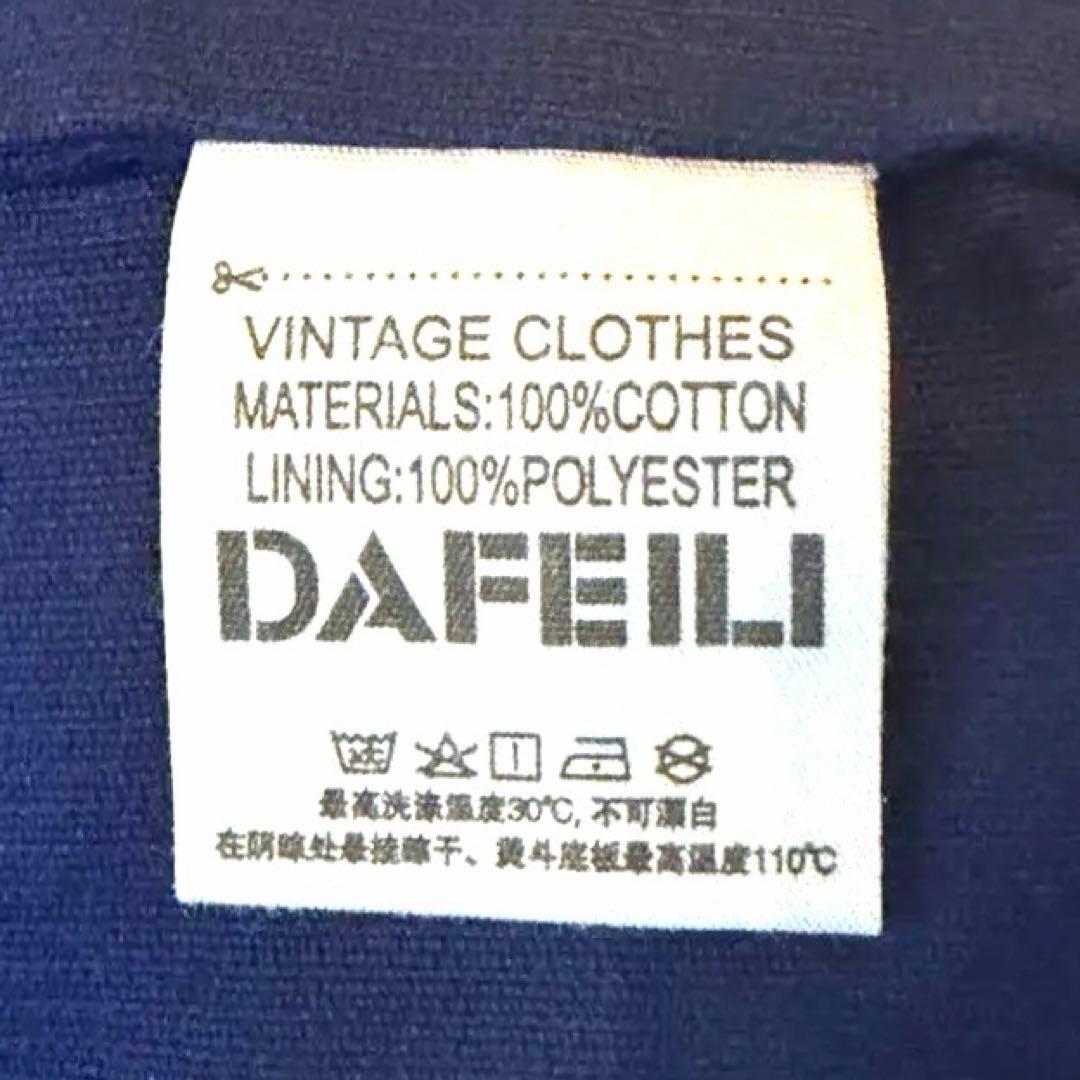 VINTAGE CLOTHES
MATERIALS:100%COTTON
LINING:100%POLYESTER
DAFEILI
最高洗涤温度30℃, 不可漂白
在阴晾处悬挂晾干、熨斗底板最高温度110℃